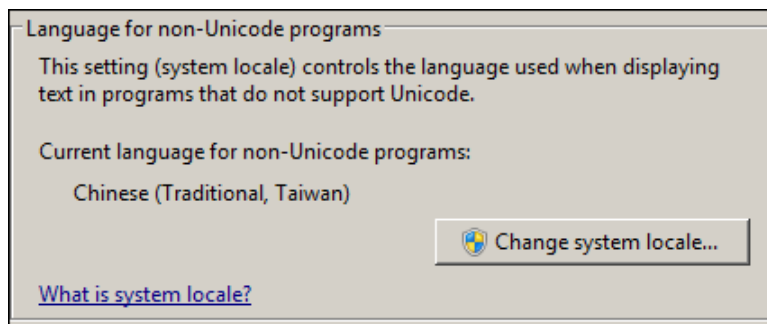 Language for non-Unicode programs
This setting (system locale) controls the language used when displaying
text in programs that do not support Unicode.
Current language for non-Unicode programs:
Chinese (Traditional, Taiwan)
Change system locale...
What is system locale?